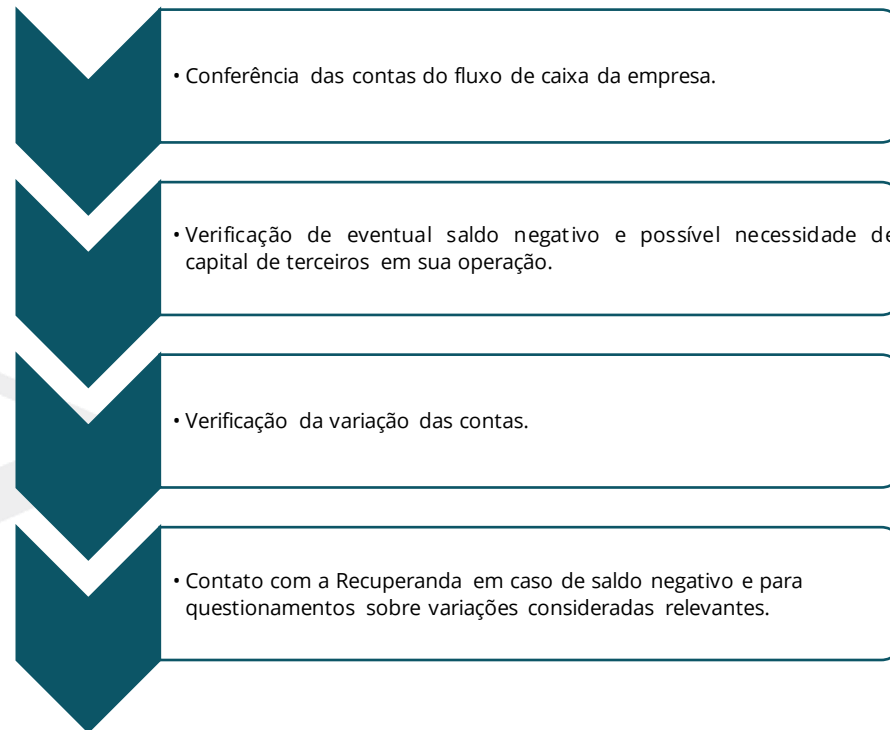 • Conferência das contas do fluxo de caixa da empresa.
• Verificação de eventual saldo negativo e possível necessidade de
capital de terceiros em sua operação.
• Verificação da variação das contas.
• Contato com a Recuperanda em caso de saldo negativo e para
questionamentos sobre variações consideradas relevantes.